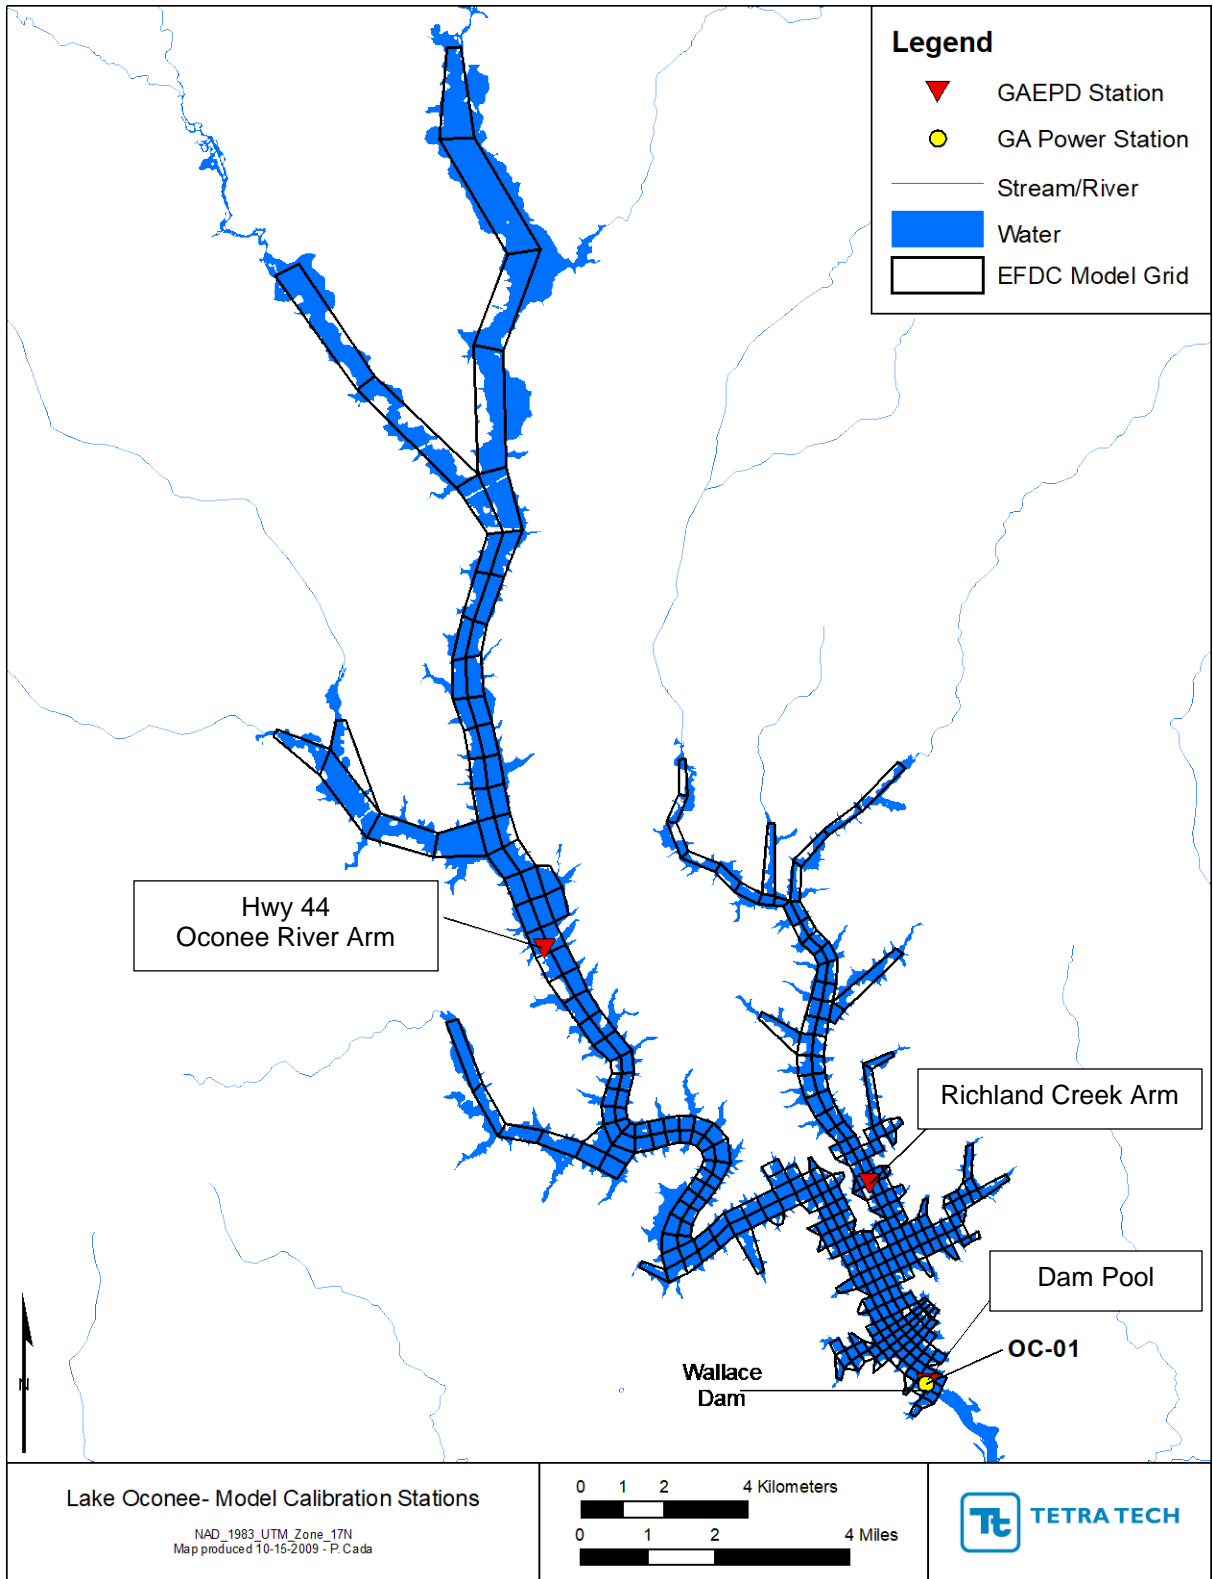 Legend
GAEPD Station
GA Power Station
Stream/River
Water
EFDC Model Grid
Hwy 44
Oconee River Arm
Richland Creek Arm
Dam Pool
OC-01
Wallace
Dam
N
Lake Oconee- Model Calibration Stations
NAD_1983_UTM_Zone_17N
Map produced 10-15-2009 - P. Cada
0 1 2 4 Kilometers
0 1 2 4 Miles
Tt TETRA TECH